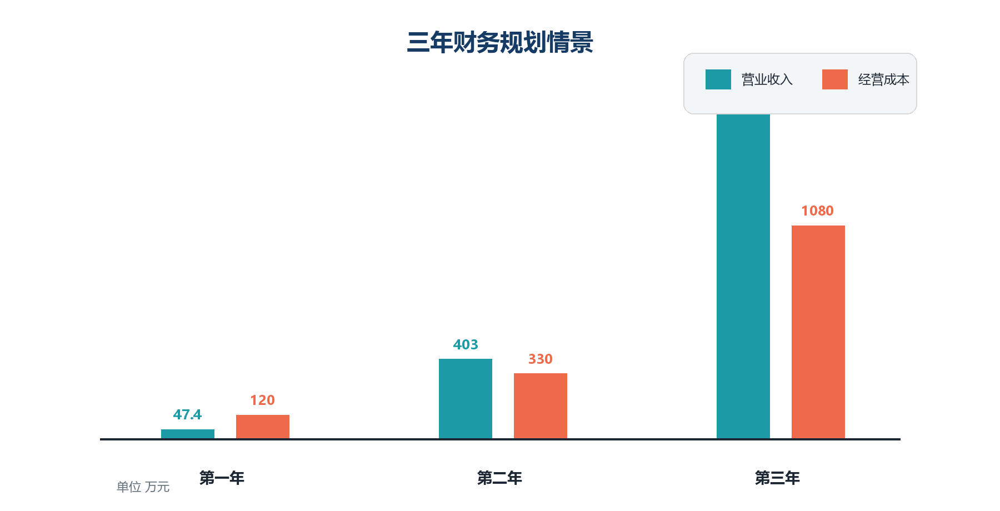 三年财务规划情景
营业收入
经营成本
1080
403
330
120
47.4
第一年
第二年
第三年
单位 万元